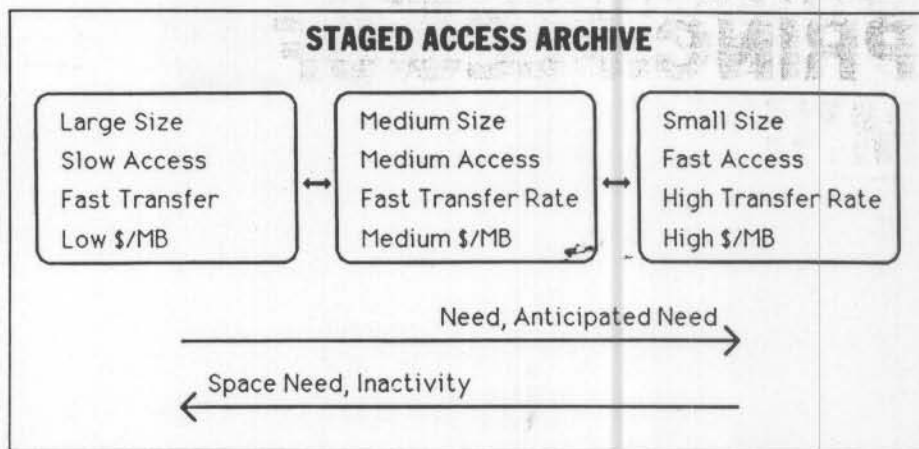 STAGED ACCESS ARCHIVE
Large Size
Slow Access
Fast Transfer
Low $/MB
Medium Size
Medium Access
Fast Transfer Rate
Medium $/MB
Small Size
Fast Access
High Transfer Rate
High $/MB
Need, Anticipated Need
Space Need, Inactivity